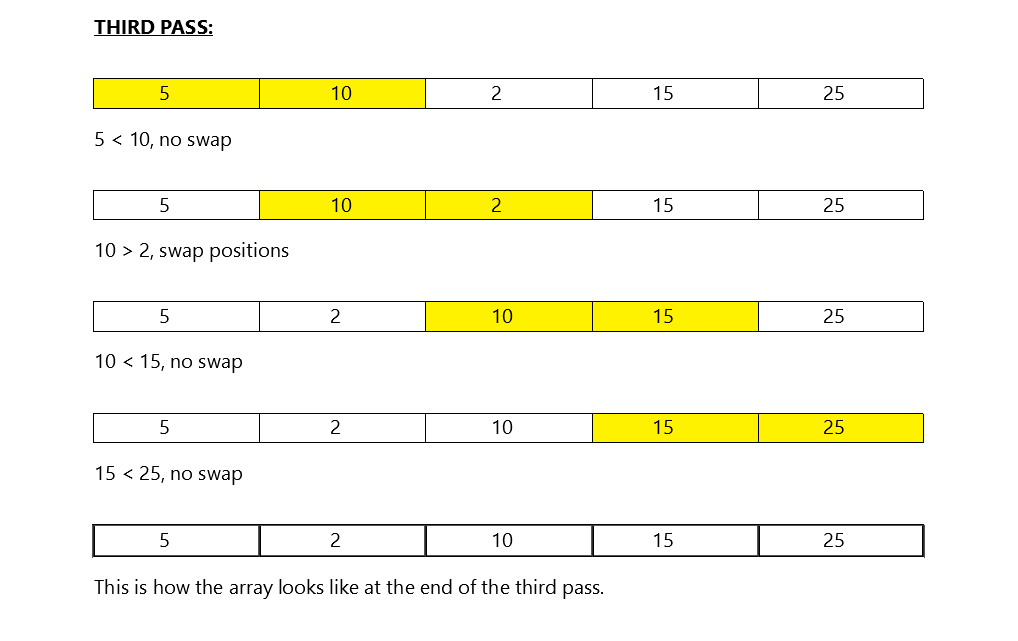 THIRD PASS:
5 10 2 15 25
5 < 10, no swap
5 10 2 15 25
10 > 2, swap positions
5 2 10 15 25
10 < 15, no swap
5 2 10 15 25
15 < 25, no swap
5 2 10 15 25
This is how the array looks like at the end of the third pass.